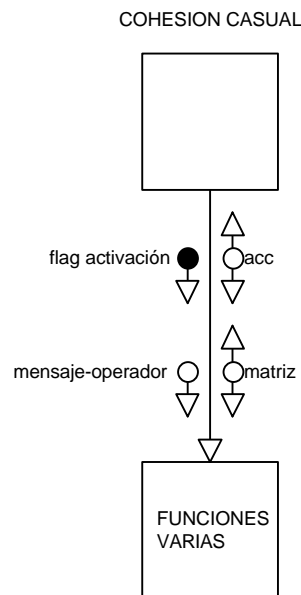 COHESION CASUAL
flag activación
acc
mensaje-operador
matriz
FUNCIONES
VARIAS